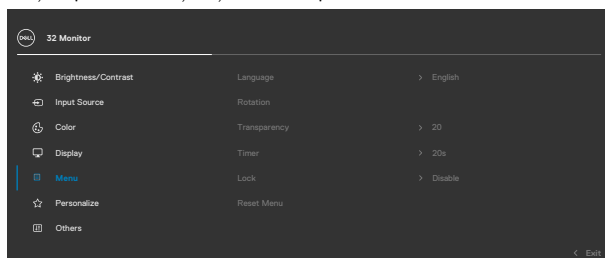 DELL
32 Monitor
Brightness/Contrast Language > English
Input Source Rotation
Color Transparency > 20
Display Timer > 20s
Menu Lock > Disable
Personalize Reset Menu
Others
< Exit